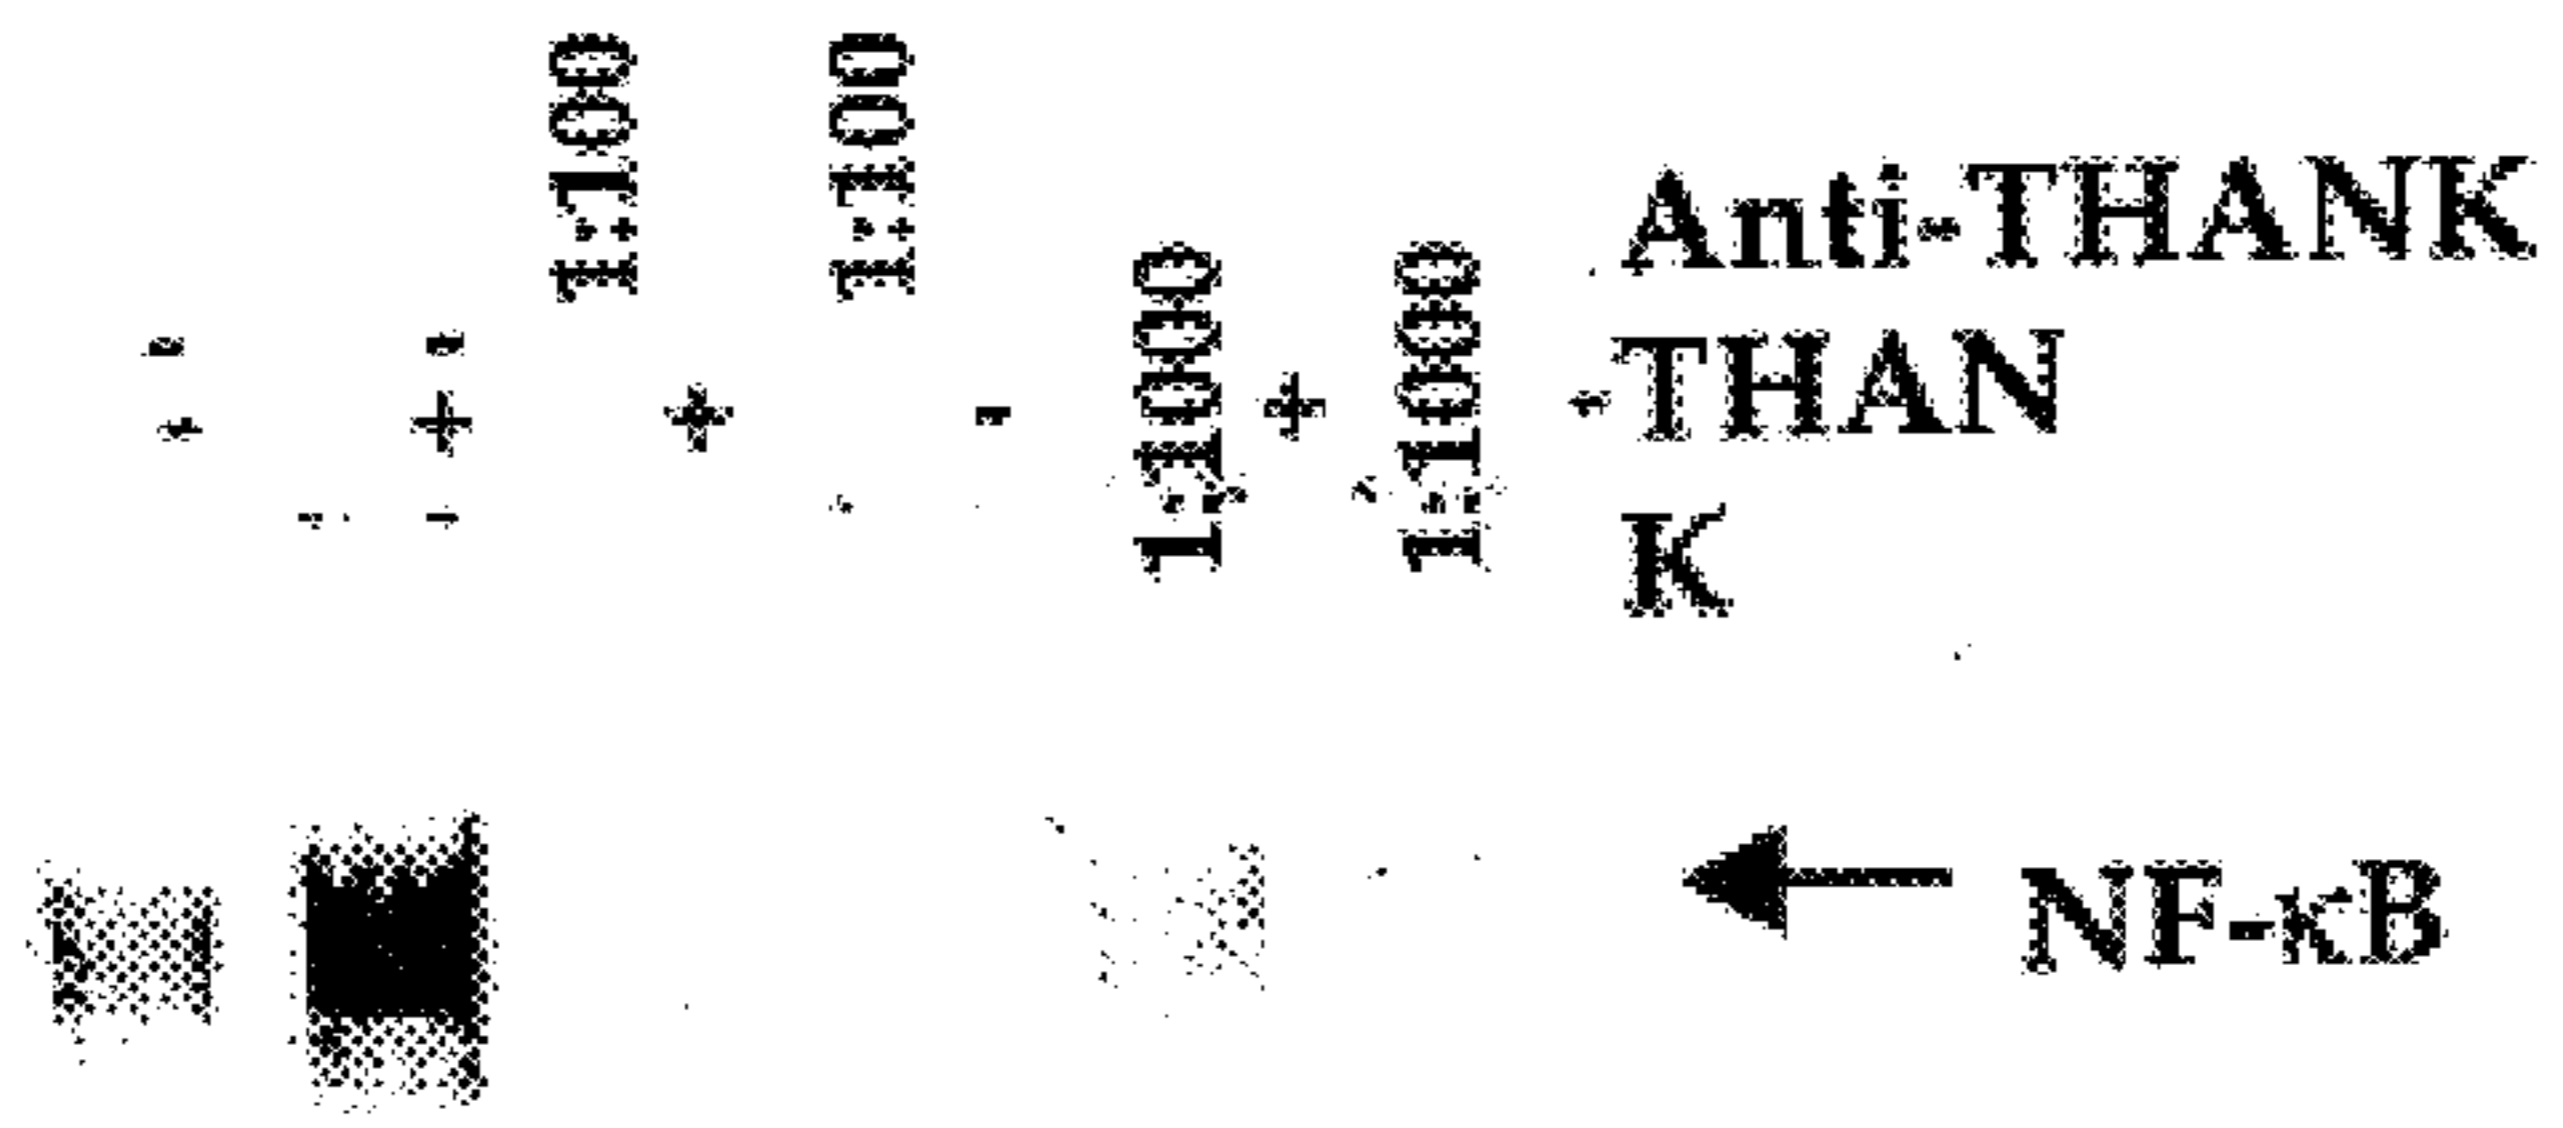 1:100 1:100
Anti-THANK
- -
1:1000 1:1000
+ + + - + -THAN
- -
K
NF-κB